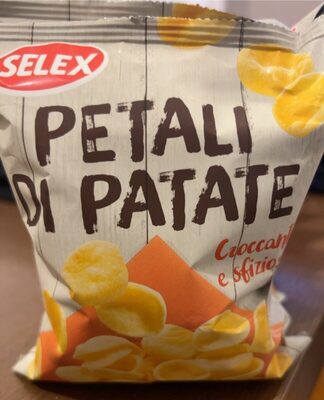 SELEX
PETALI
DI PATATE
e